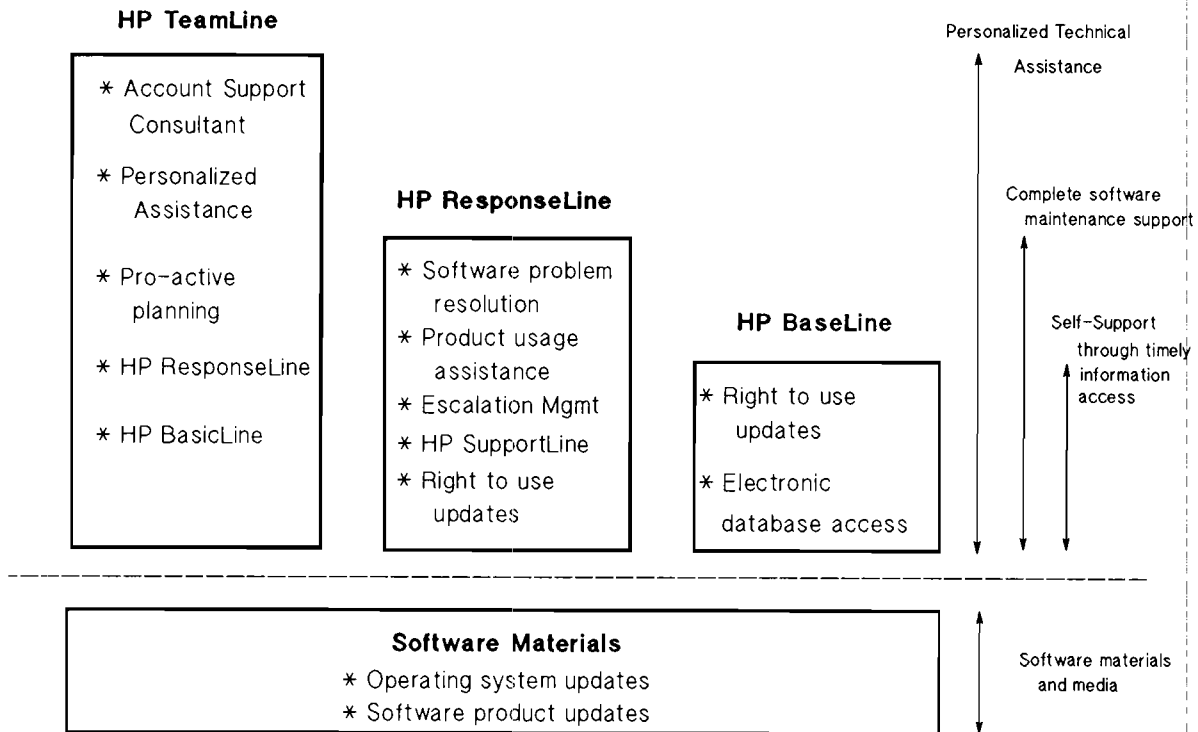 HP TeamLine
* Account Support
Consultant
* Personalized
Assistance
* Pro-active
planning
* HP ResponseLine
* HP BasicLine
HP ResponseLine
* Software problem
resolution
* Product usage
assistance
* Escalation Mgmt
* HP SupportLine
* Right to use
updates
HP BaseLine
* Right to use
updates
* Electronic
database access
Personalized Technical
Assistance
Complete software
maintenance support
Self-Support
through timely
information
access
Software Materials
* Operating system updates
* Software product updates
Software materials
and media